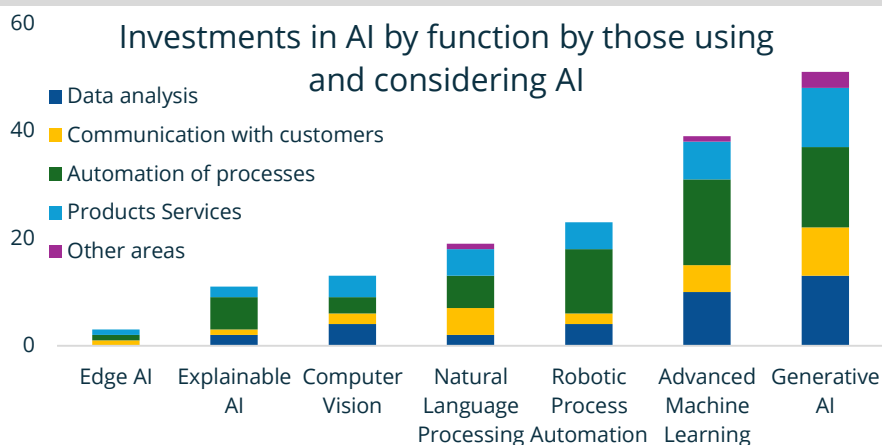 60
Investments in AI by function by those using
and considering AI
Data analysis
Communication with customers
40
Automation of processes
Products Services
20
Other areas
0
Edge AI
Explainable
AI
Computer
Vision
Natural
Language
Processing
Robotic
Process
Automation
Advanced
Machine
Learning
Generative
AI